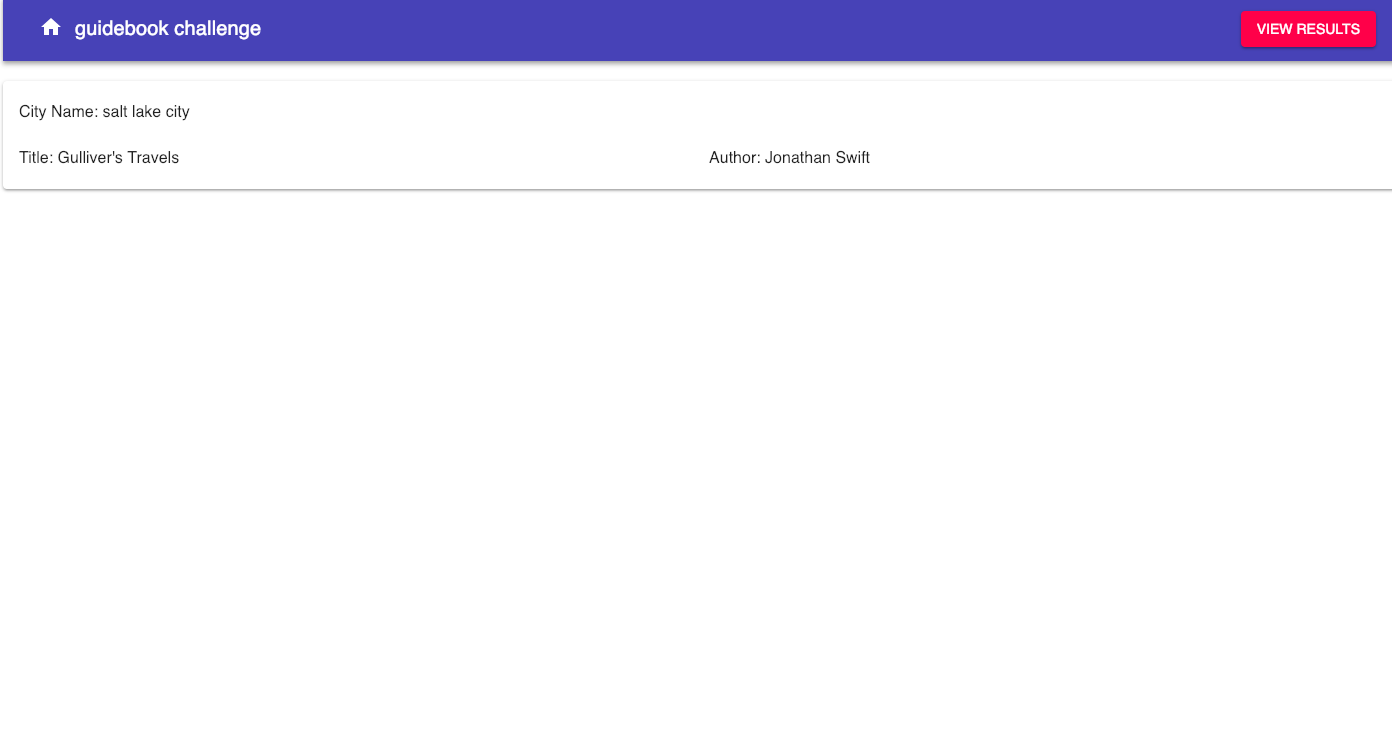 guidebook challenge
VIEW RESULTS
City Name: salt lake city
Title: Gulliver's Travels
Author: Jonathan Swift